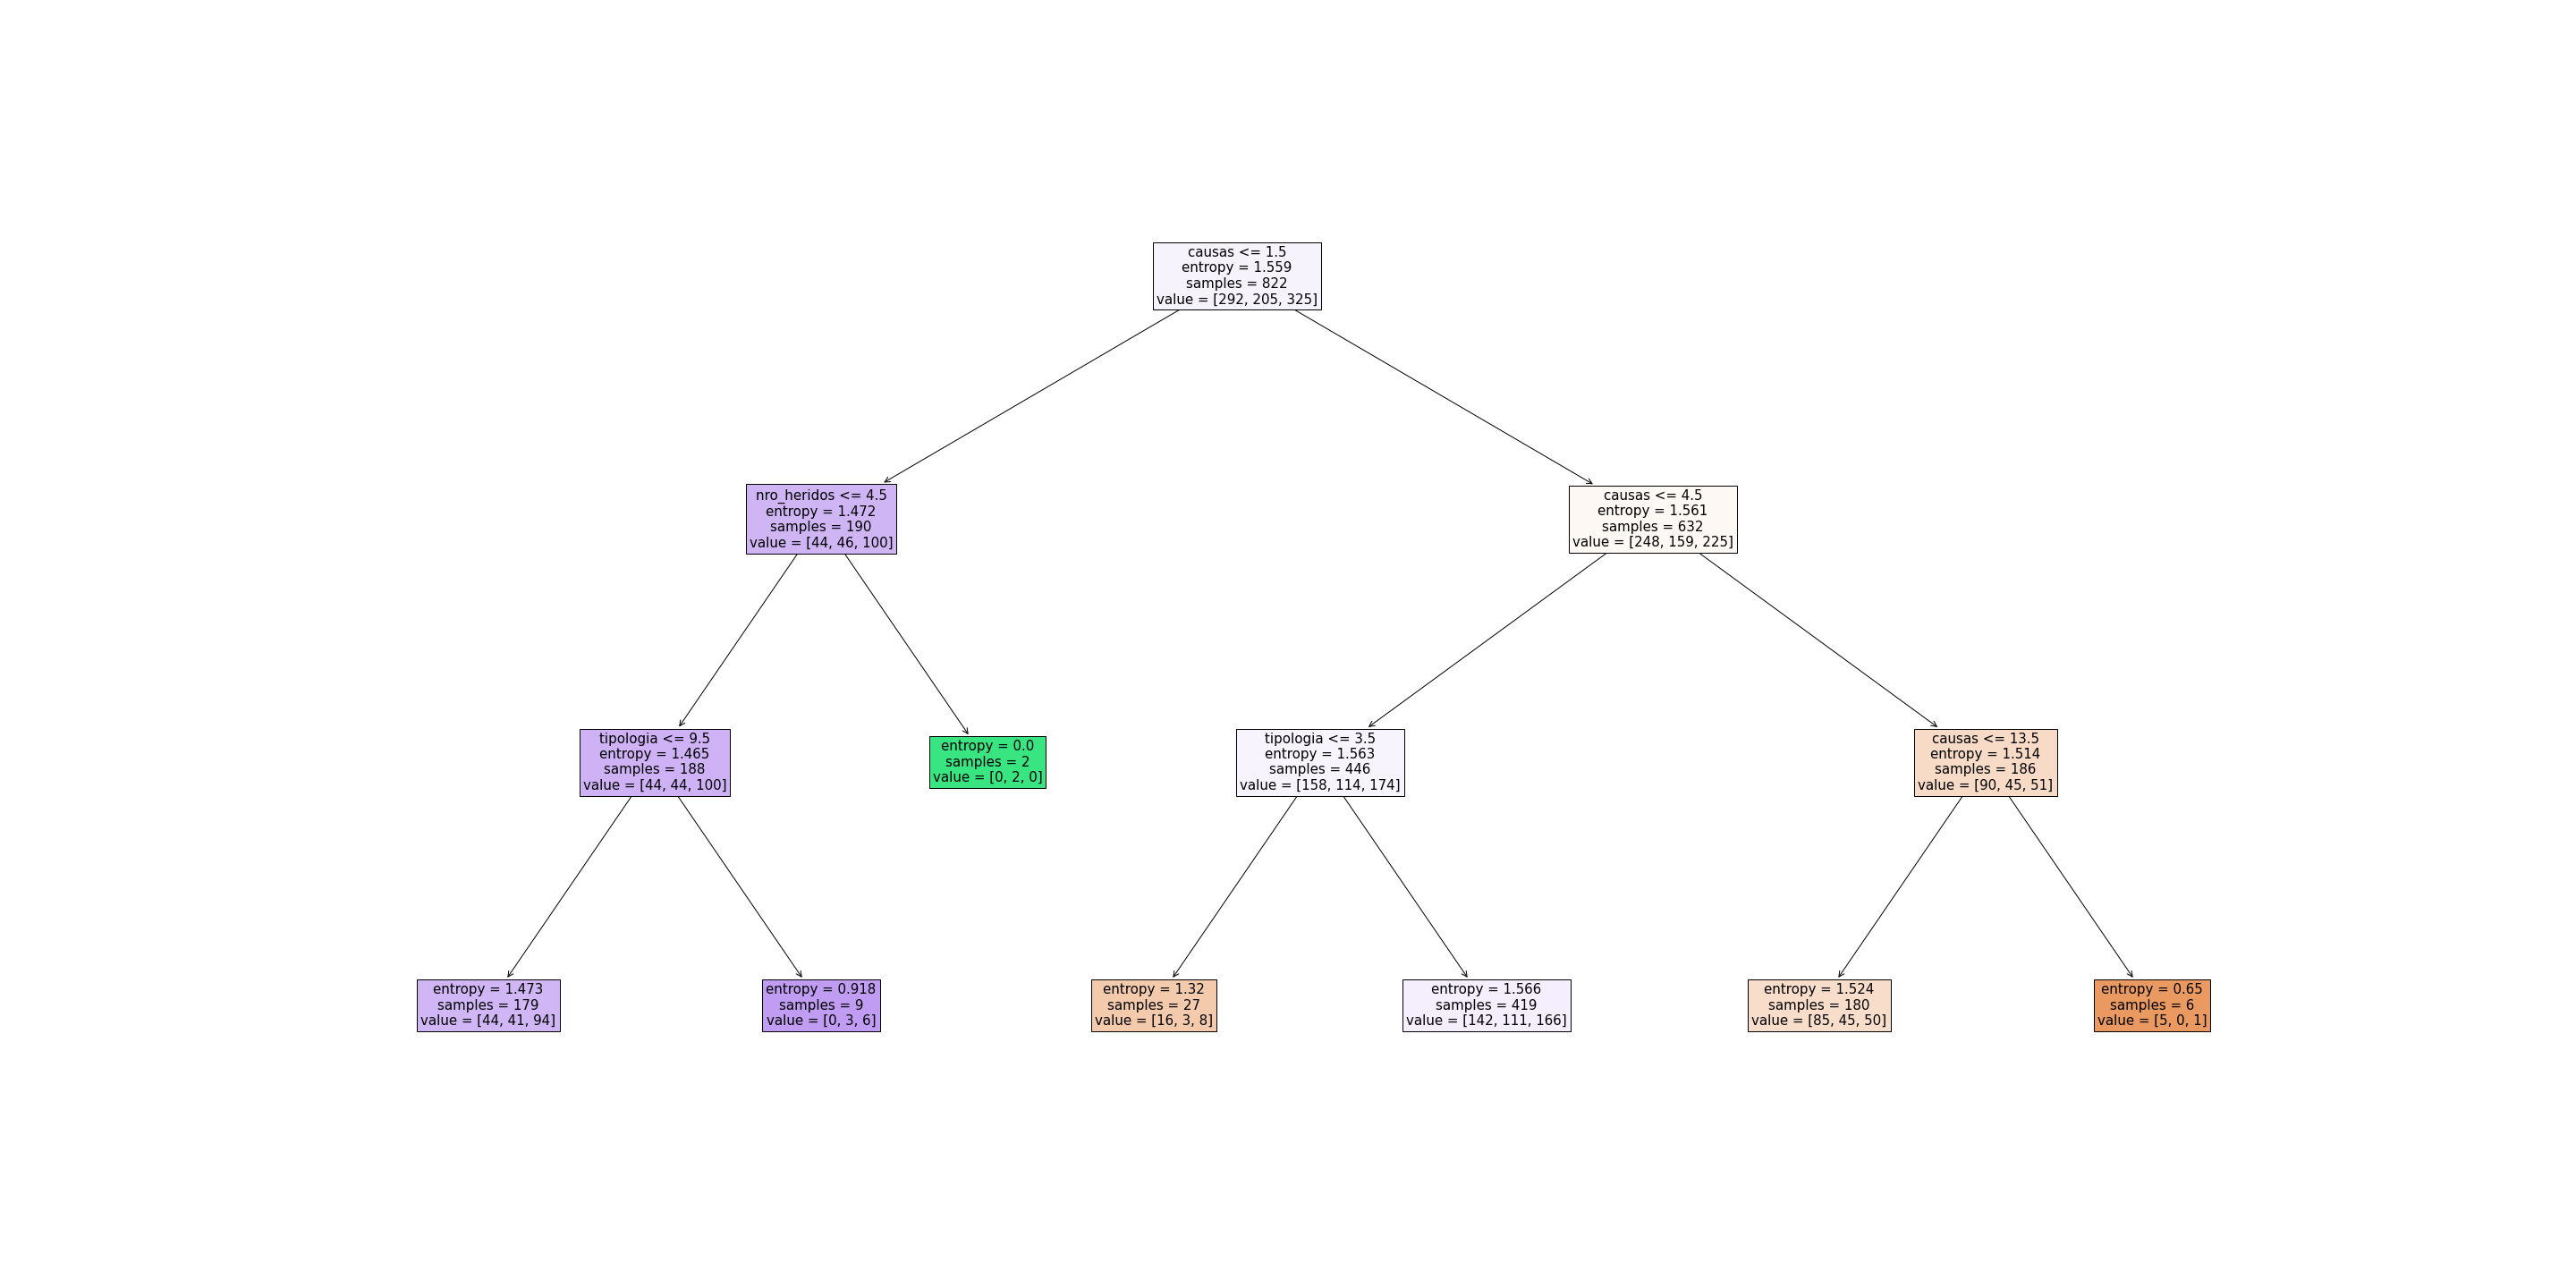 causas <= 1.5
entropy = 1.559
samples = 822
value = [292, 205, 325]
nro_heridos <= 4.5
entropy = 1.472
samples = 190
value = [44, 46, 100]
causas <= 4.5
entropy = 1.561
samples = 632
value = [248, 159, 225]
tipologia <= 9.5
entropy = 1.465
samples = 188
value = [44, 44, 100]
entropy = 0.0
samples = 2
value = [0, 2, 0]
tipologia <= 3.5
entropy = 1.563
samples = 446
value = [158, 114, 174]
causas <= 13.5
entropy = 1.514
samples = 186
value = [90, 45, 51]
entropy = 1.473
samples = 179
value = [44, 41, 94]
entropy = 0.918
samples = 9
value = [0, 3, 6]
entropy = 1.32
samples = 27
value = [16, 3, 8]
entropy = 1.566
samples = 419
value = [142, 111, 166]
entropy = 1.524
samples = 180
value = [85, 45, 50]
entropy = 0.65
samples = 6
value = [5, 0, 1]